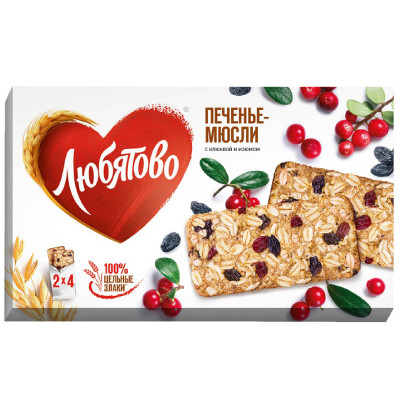 Любятово
®
ПЕЧЕНЬЕ-
МЮСЛИ
С КЛЮКВОЙ И ИЗЮМОМ
2×4
100%
ЦЕЛЬНЫЕ
ЗЛАКИ